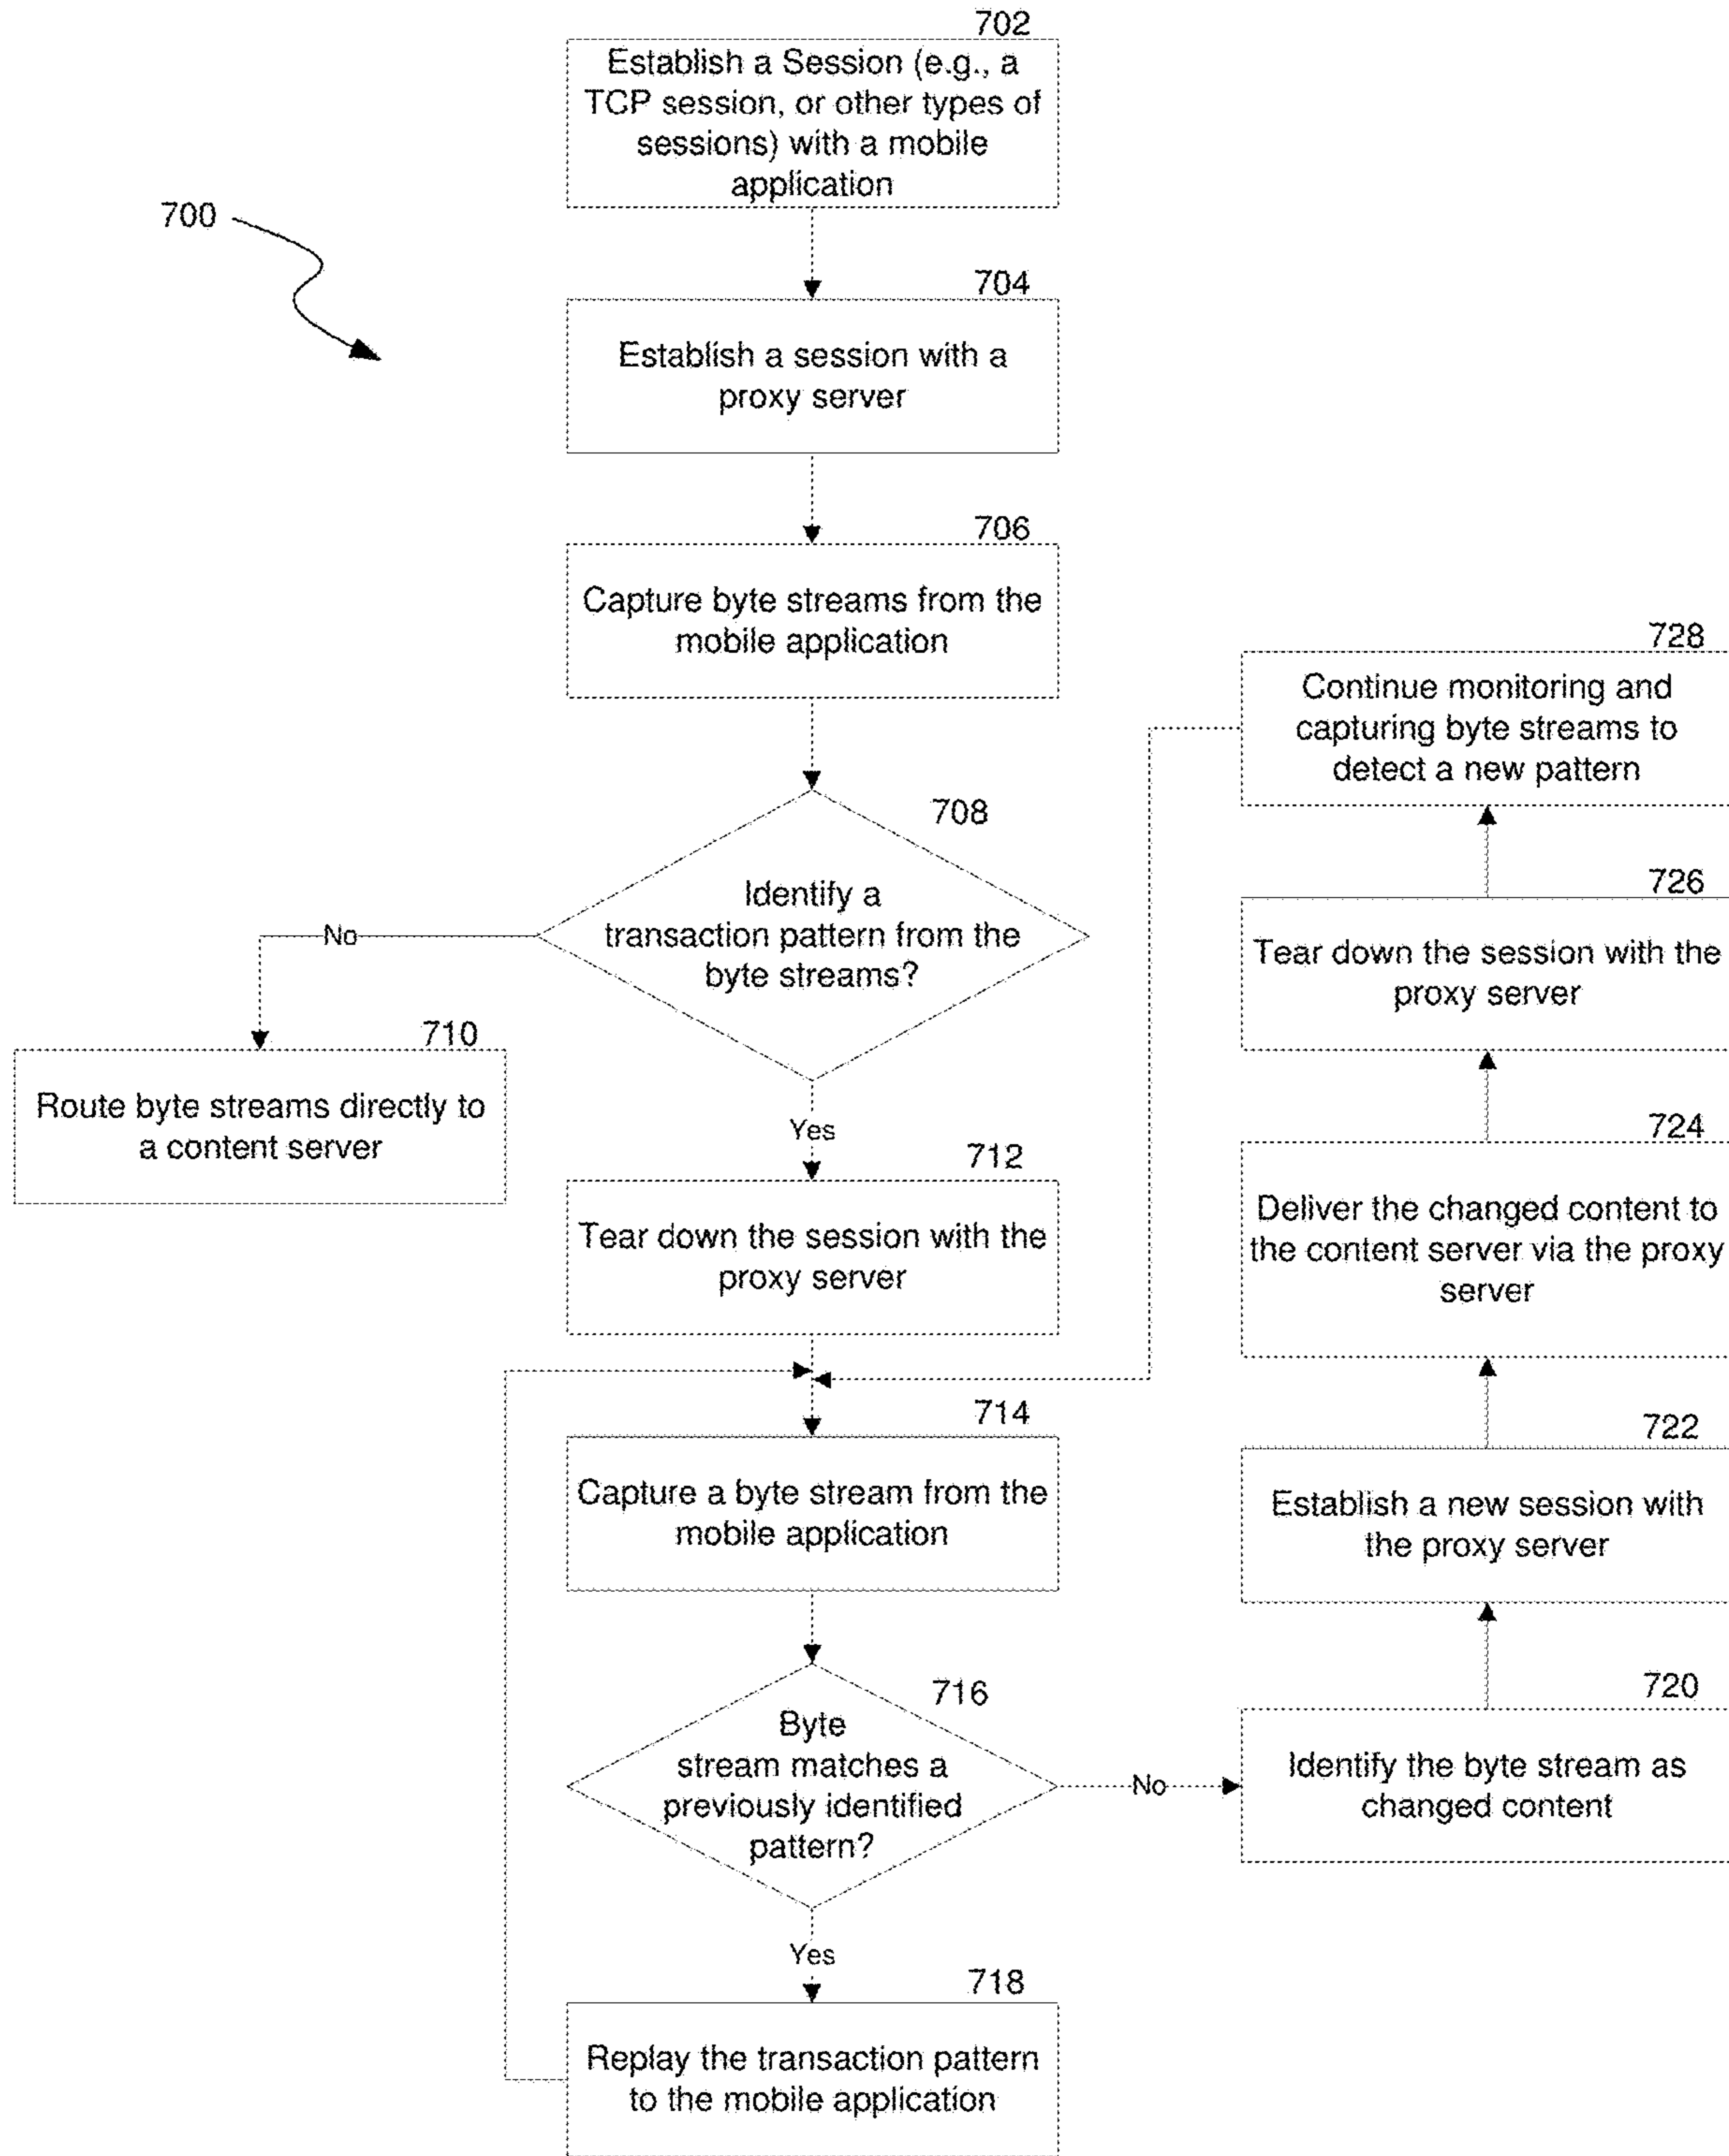 702
Establish a Session (e.g., a
TCP session, or other types of
sessions) with a mobile
application
700
704
Establish a session with a
proxy server
706
Capture byte streams from the
mobile application
708
Identify a
transaction pattern from the
byte streams?
No
710
Route byte streams directly to
a content server
Yes
712
Tear down the session with the
proxy server
714
Capture a byte stream from the
mobile application
716
Byte
stream matches a
previously identified
pattern?
Yes
718
Replay the transaction pattern
to the mobile application
No
720
Identify the byte stream as
changed content
722
Establish a new session with
the proxy server
724
Deliver the changed content to
the content server via the proxy
server
726
Tear down the session with the
proxy server
728
Continue monitoring and
capturing byte streams to
detect a new pattern